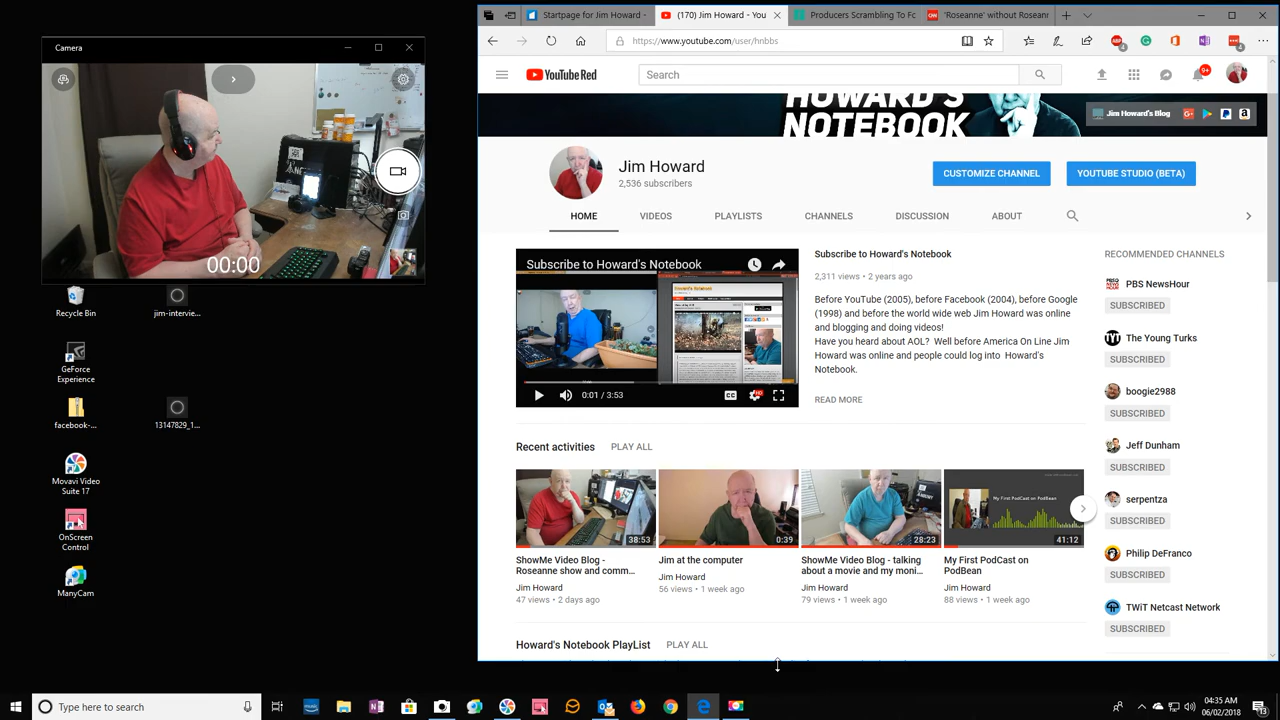 Camera
00:00
Recycle Bin
jim-intervie...
GeForce
Experience
facebook-...
13147829_1...
Movavi Video
Suite 17
OnScreen
Control
ManyCam
Startpage for Jim Howard -
(170) Jim Howard - You
Producers Scrambling To Fc
'Roseanne' without Roseann
https://www.youtube.com/user/hnbbs
4
4
YouTube Red
Search
9+
HOWARD'S
NOTEBOOK
Jim Howard's Blog
Jim Howard
2,536 subscribers
CUSTOMIZE CHANNEL
YOUTUBE STUDIO (BETA)
HOME
VIDEOS
PLAYLISTS
CHANNELS
DISCUSSION
ABOUT
Subscribe to Howard's Notebook
0:01 / 3:53
Subscribe to Howard's Notebook
2,311 views • 2 years ago
Before YouTube (2005), before Facebook (2004), before Google
(1998) and before the world wide web Jim Howard was online
and blogging and doing videos!
Have you heard about AOL? Well before America On Line Jim
Howard was online and people could log into Howard's
Notebook.
READ MORE
RECOMMENDED CHANNELS
PBS NewsHour
SUBSCRIBED
The Young Turks
SUBSCRIBED
boogie2988
SUBSCRIBED
Jeff Dunham
SUBSCRIBED
serpentza
SUBSCRIBED
Philip DeFranco
SUBSCRIBED
TWiT Netcast Network
SUBSCRIBED
Recent activities
PLAY ALL
38:53
ShowMe Video Blog -
Roseanne show and comm...
Jim Howard
47 views • 2 days ago
0:39
Jim at the computer
Jim Howard
56 views • 1 week ago
28:23
ShowMe Video Blog - talking
about a movie and my moni...
Jim Howard
79 views • 1 week ago
My First PodCast on PodBean
41:12
My First PodCast on
PodBean
Jim Howard
88 views • 1 week ago
Howard's Notebook PlayList
PLAY ALL
Type here to search
04:35 AM
06/02/2018
13